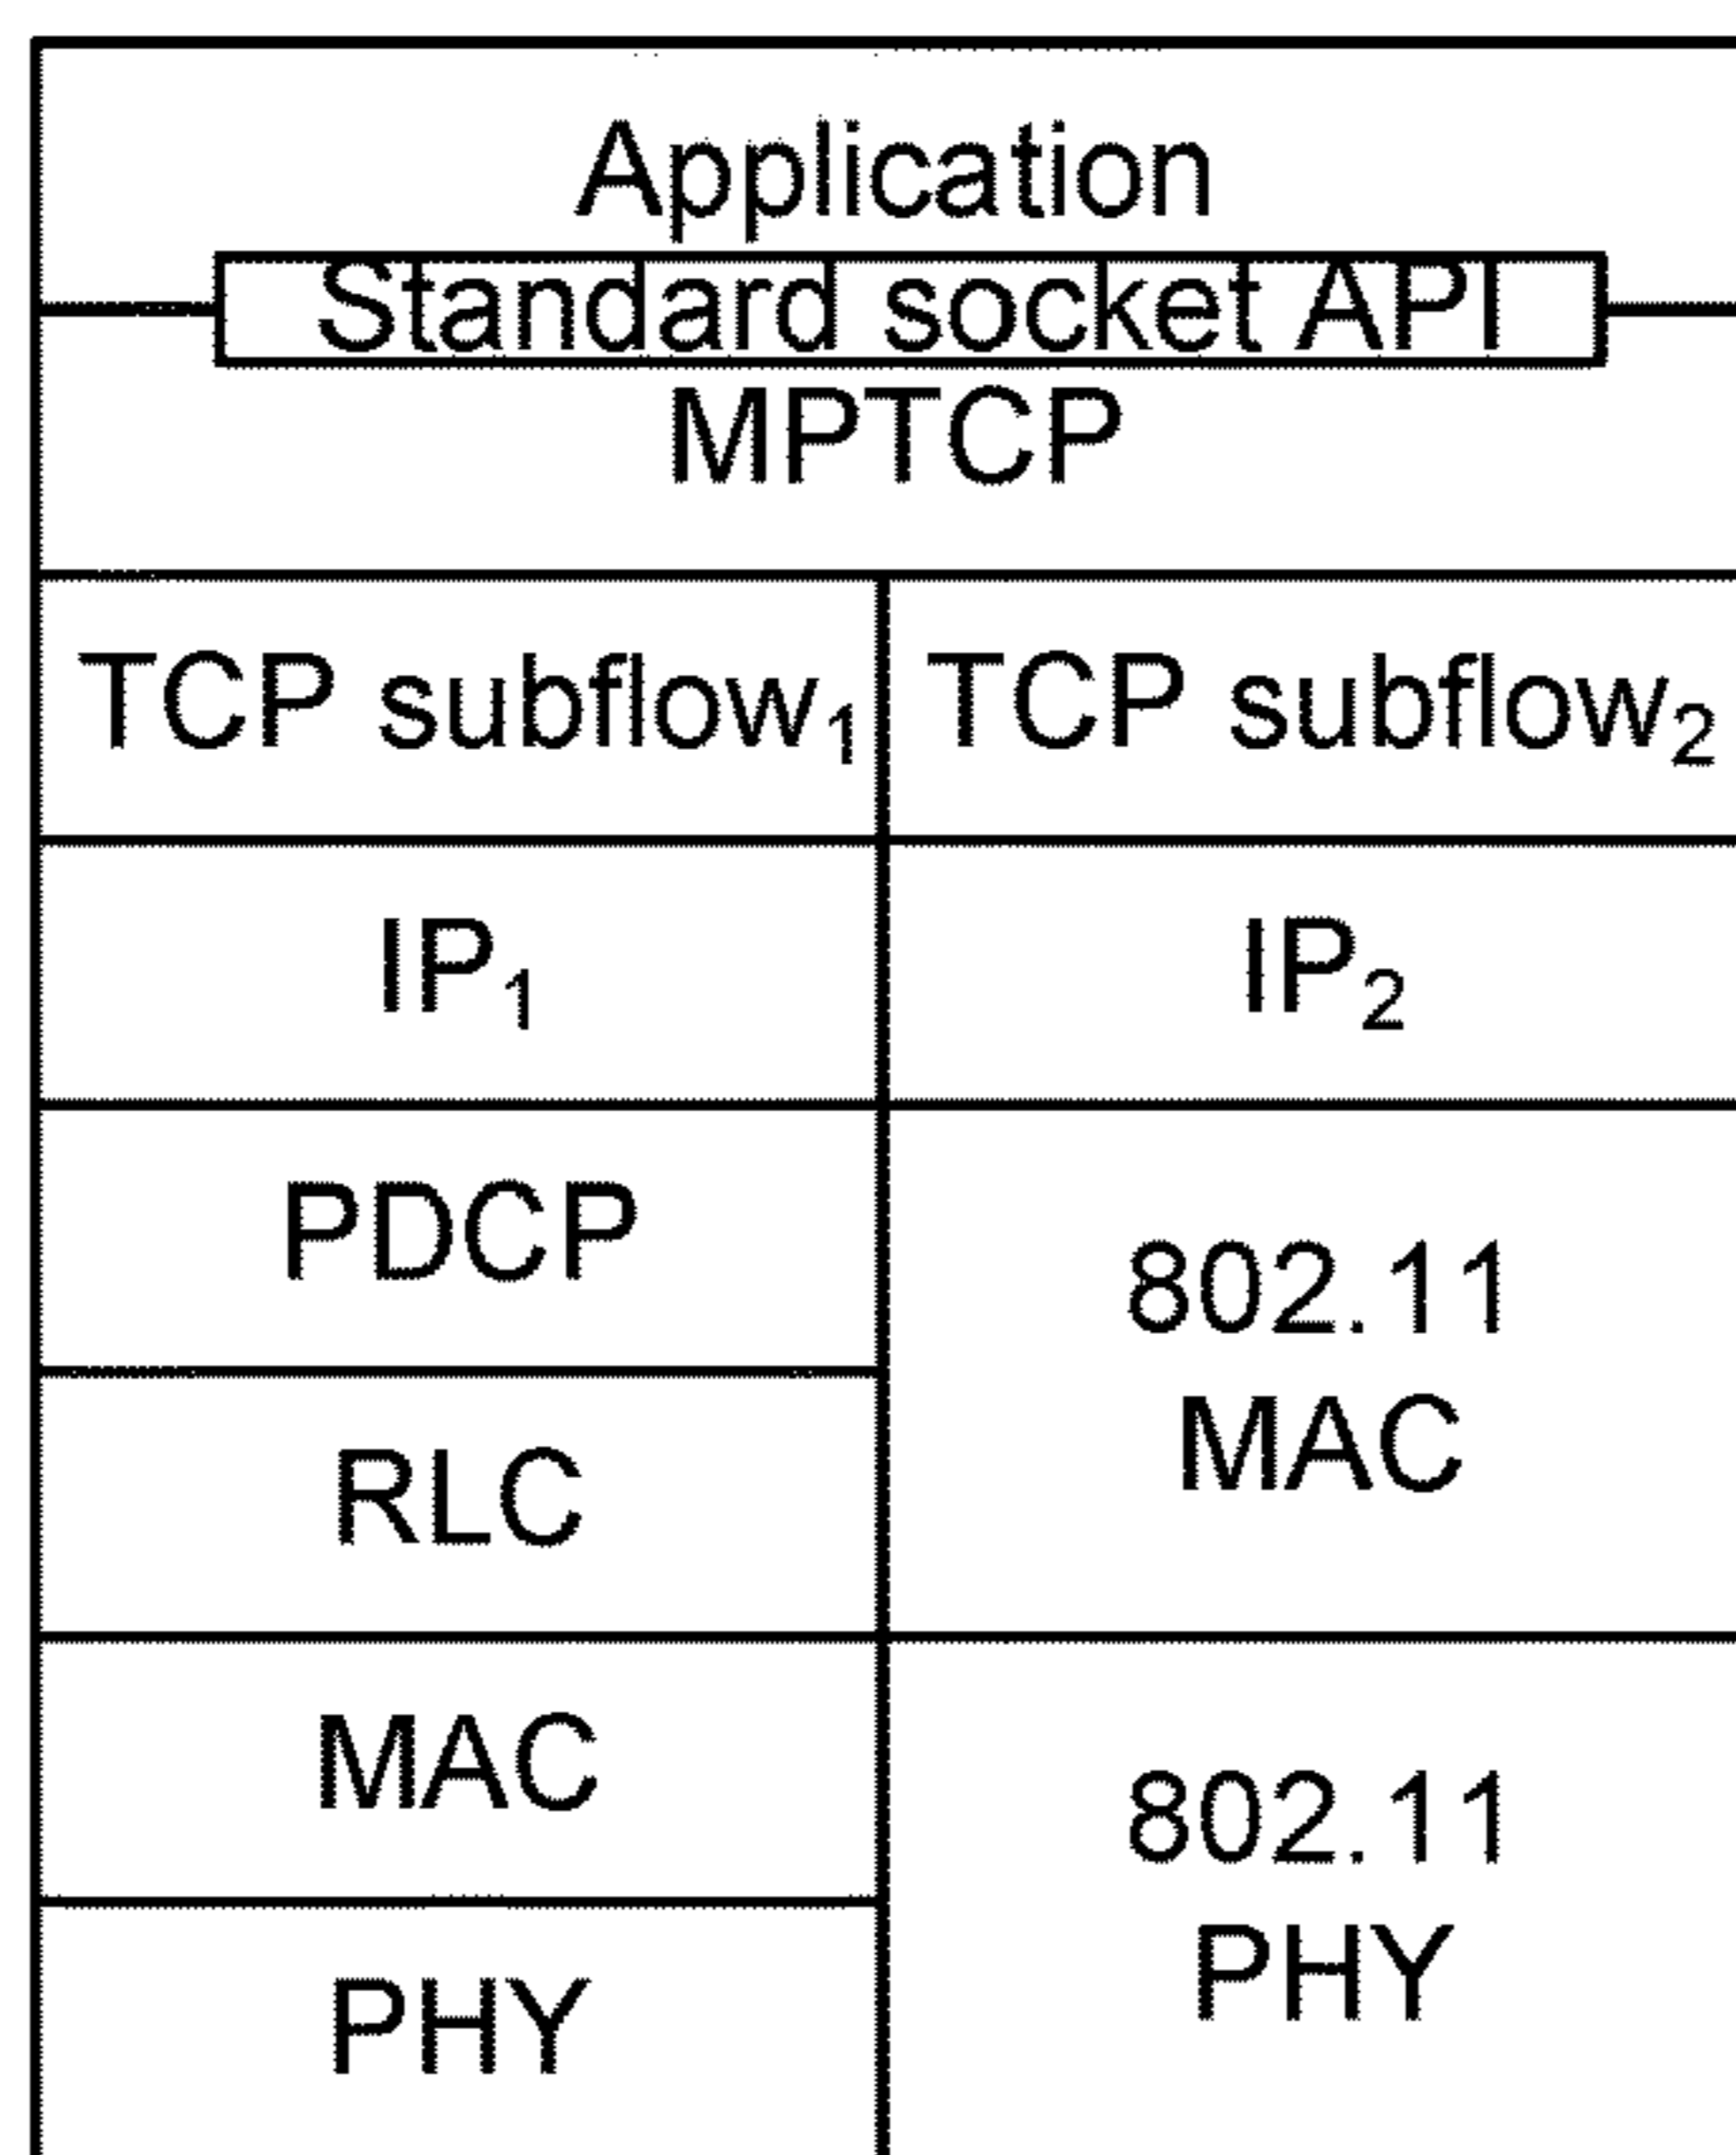 Application
Standard socket API
MPTCP
TCP subflow₁ TCP subflow₂
IP₁ IP₂
PDCP
802.11
MAC
RLC
MAC
802.11
PHY
PHY